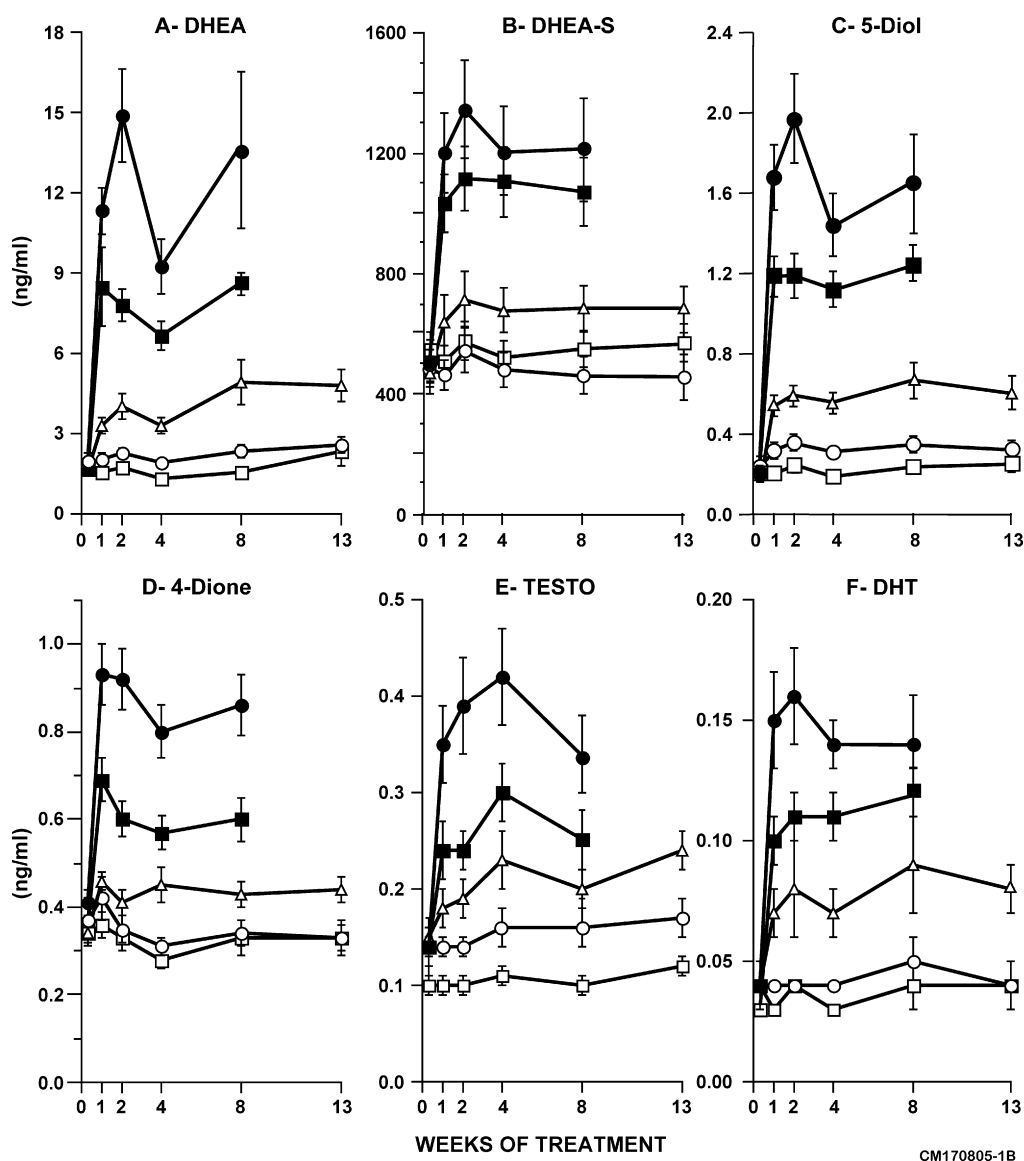 A- DHEA
B- DHEA-S
C- 5-Diol
18
15
12
9
6
3
0
(ng/ml)
0 1 2 4 8 13
1600
1200
800
400
0
0 1 2 4 8 13
2.4
2.0
1.6
1.2
0.8
0.4
0.0
0 1 2 4 8 13
D- 4-Dione
E- TESTO
F- DHT
1.0
0.8
0.6
0.4
0.2
0.0
(ng/ml)
0 1 2 4 8 13
0.5
0.4
0.3
0.2
0.1
0.0
0 1 2 4 8 13
0.20
0.15
0.10
0.05
0.00
0 1 2 4 8 13
WEEKS OF TREATMENT
CM170805-1B